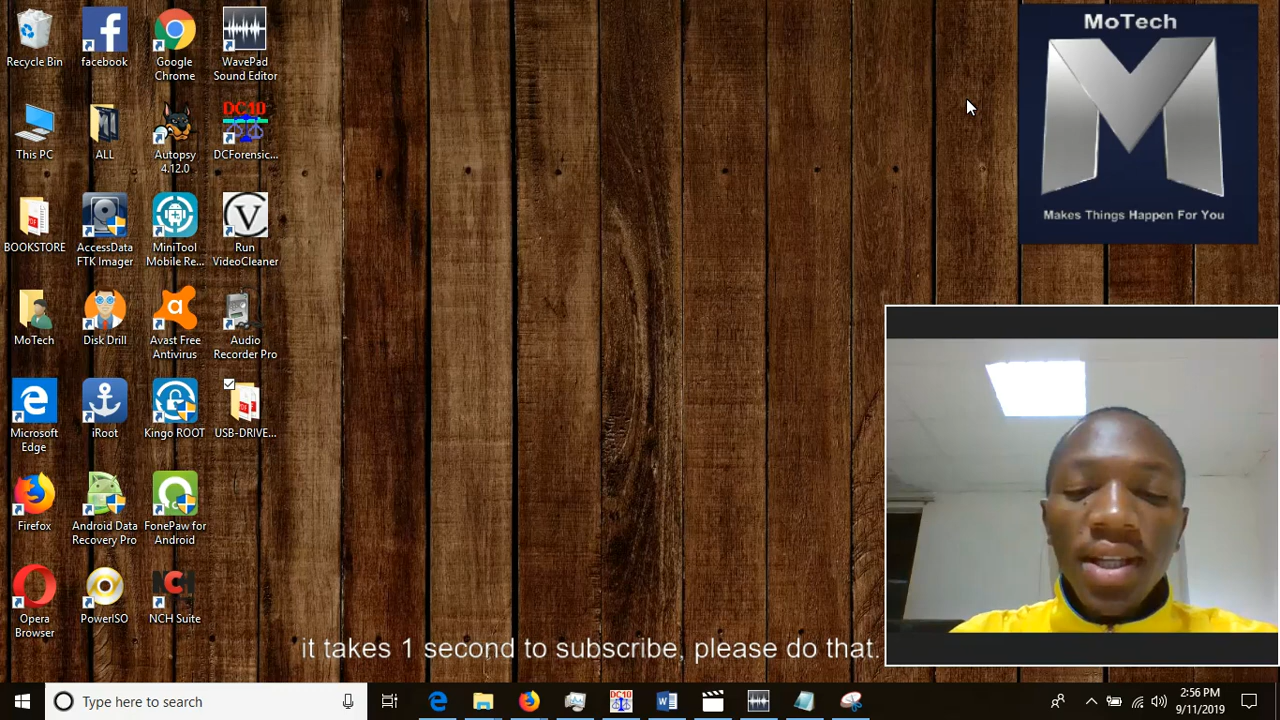 Recycle Bin
facebook
Google
Chrome
WavePad
Sound Editor
This PC
ALL
Autopsy
4.12.0
DC10
DCForensic...
BOOKSTORE
AccessData
FTK Imager
MiniTool
Mobile Re...
V
Run
VideoCleaner
MoTech
Disk Drill
Avast Free
Antivirus
Audio
Recorder Pro
Microsoft
Edge
iRoot
Kingo ROOT
USB-DRIVE...
Firefox
Android Data
Recovery Pro
FonePaw for
Android
Opera
Browser
PowerISO
NCH
NCH Suite
MoTech
M
Makes Things Happen For You
it takes 1 second to subscribe, please do that.
Type here to search
DC10
2:56 PM
9/11/2019